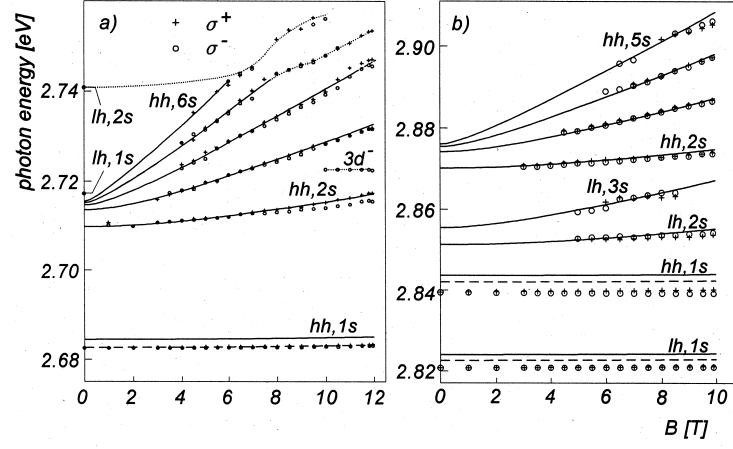 photon energy [eV]
a)
+ σ+
○ σ-
2.74
2.72
2.70
2.68
lh,2s
lh,1s
hh,6s
3d-
hh,2s
hh,1s
0 2 4 6 8 10 12
b)
2.90
2.88
2.86
2.84
2.82
hh,5s
hh,2s
lh,3s
lh,2s
hh,1s
lh,1s
0 2 4 6 8 10
B [T]